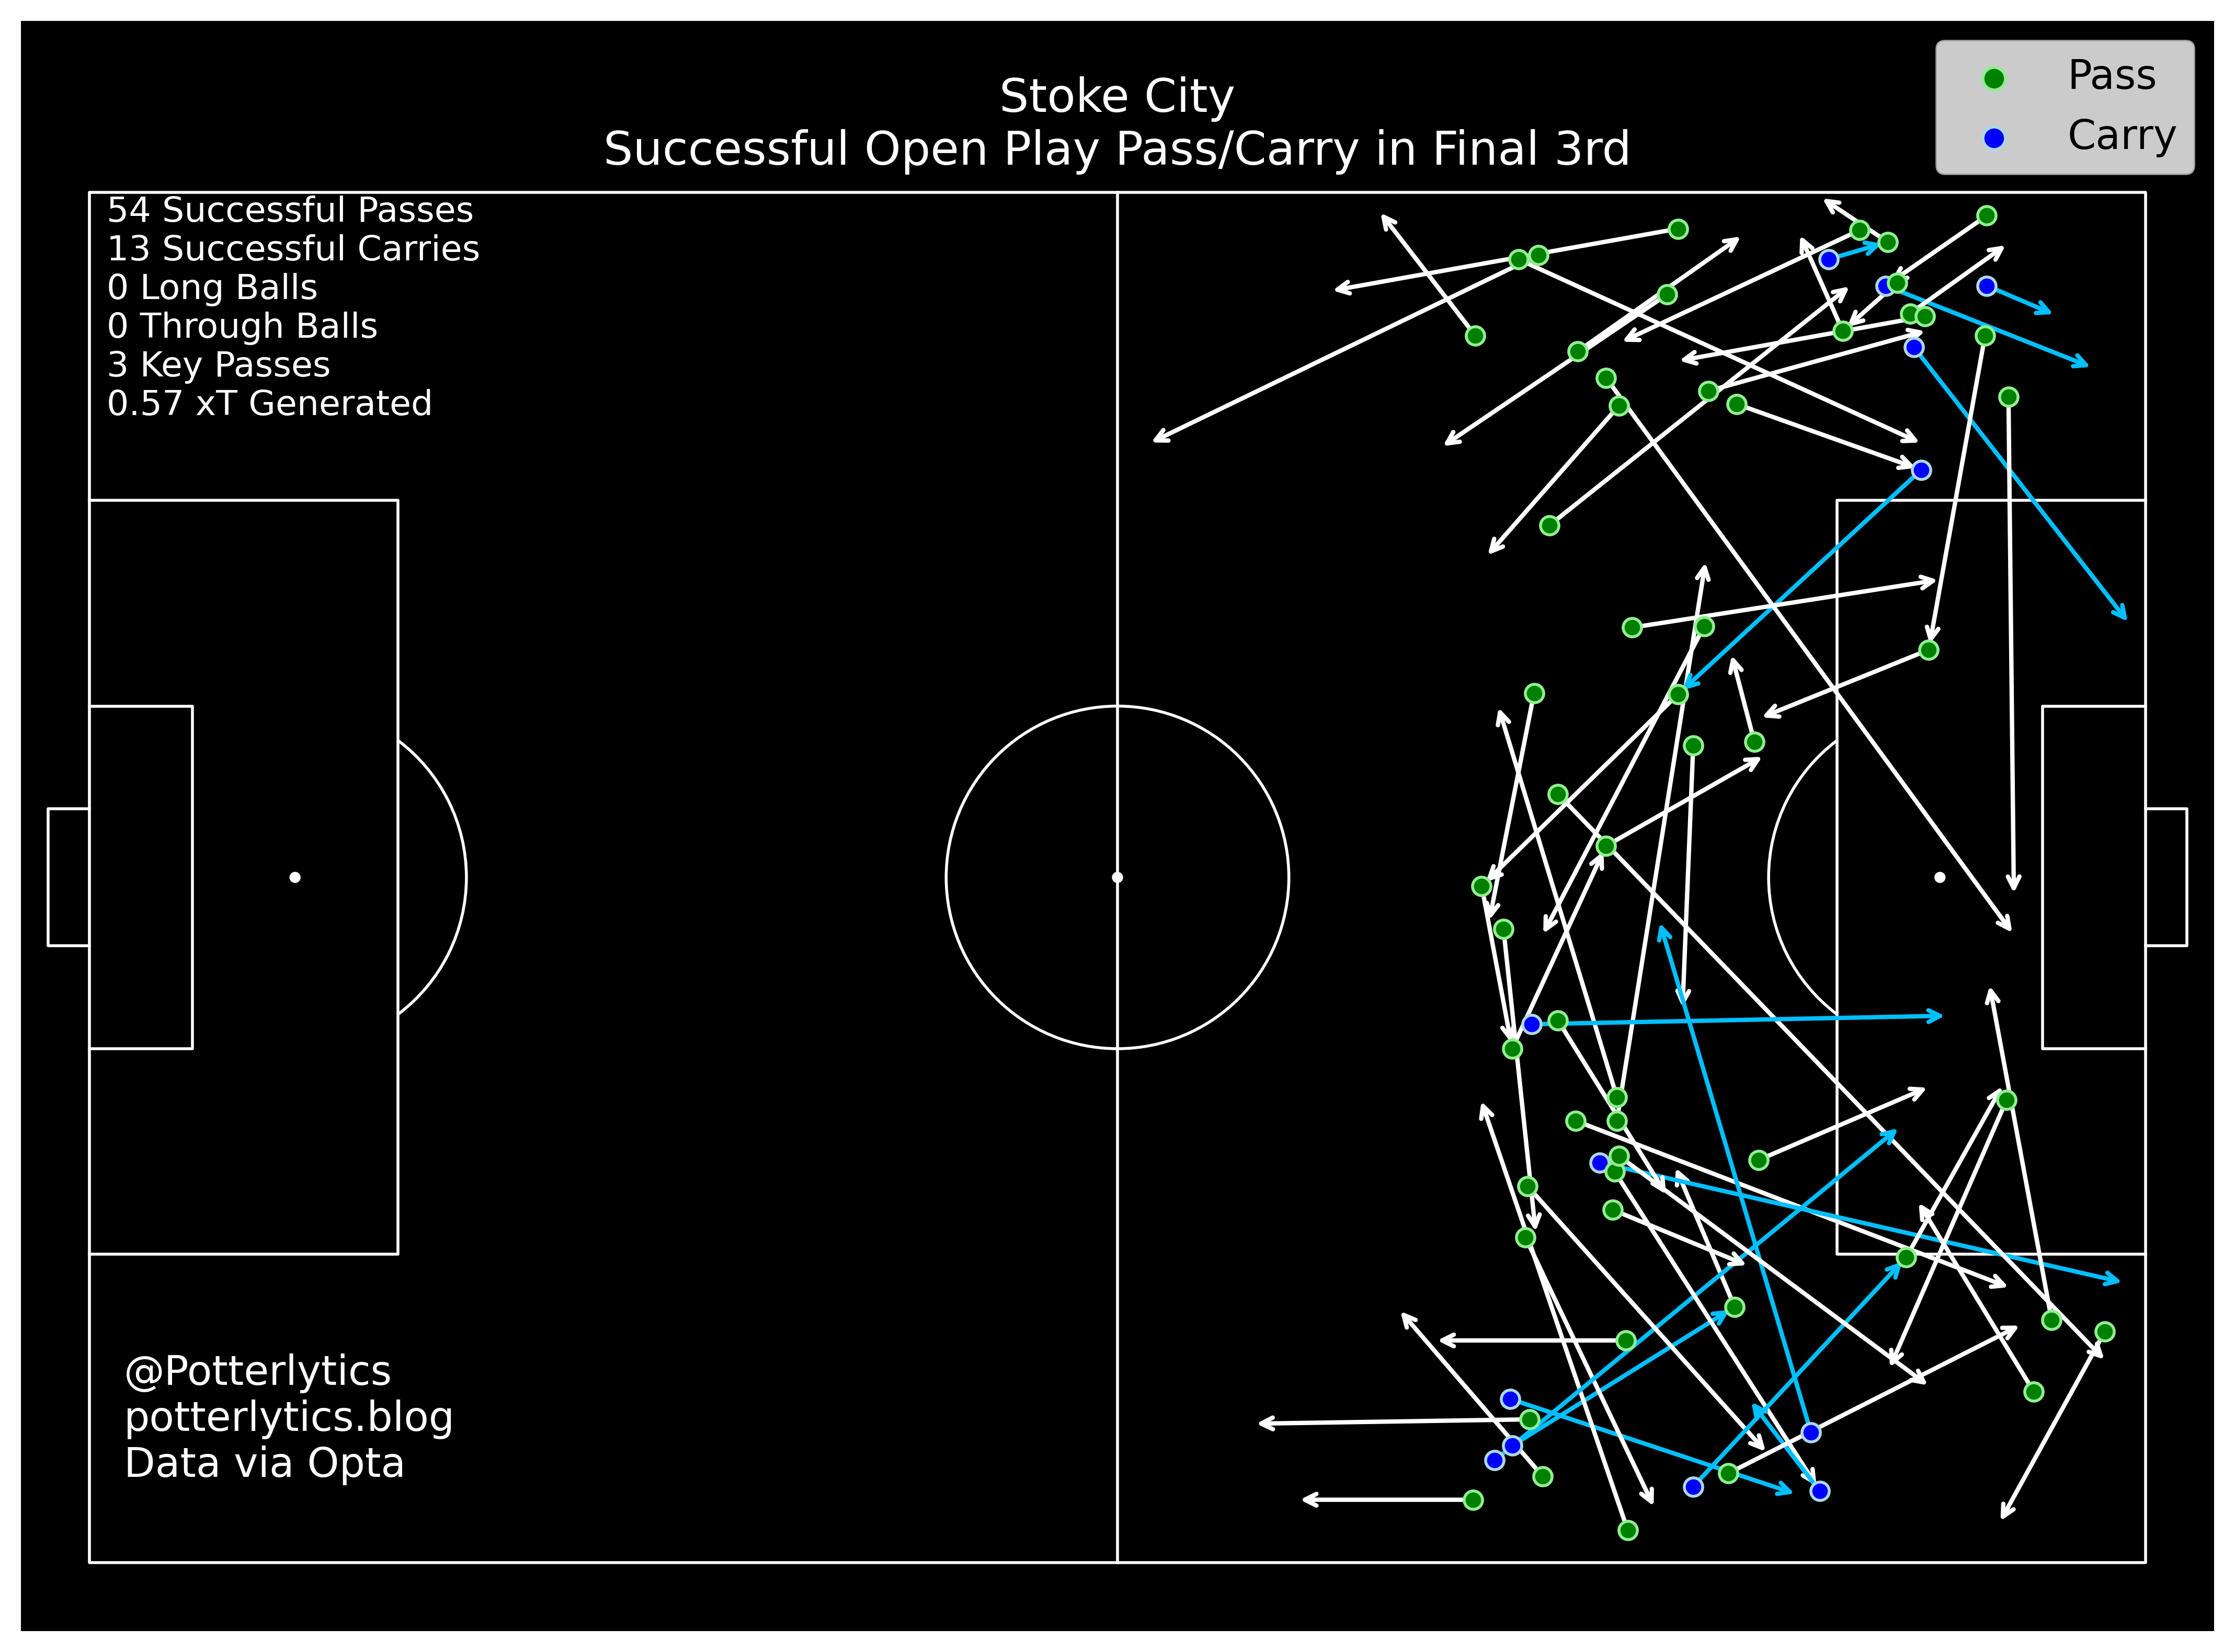 Stoke City
Successful Open Play Pass/Carry in Final 3rd
Pass
Carry
54 Successful Passes
13 Successful Carries
0 Long Balls
0 Through Balls
3 Key Passes
0.57 xT Generated
@Potterlytics
potterlytics.blog
Data via Opta